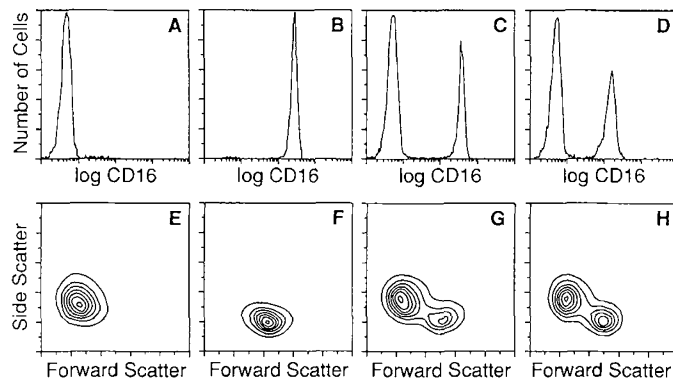 Number of Cells
A
B
C
D
log CD16
log CD16
log CD16
log CD16
Side Scatter
E
F
G
H
Forward Scatter
Forward Scatter
Forward Scatter
Forward Scatter